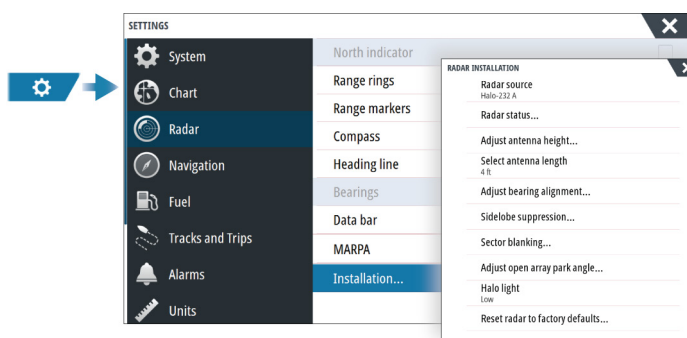 SETTINGS
System
Chart
Radar
Navigation
Fuel
Tracks and Trips
Alarms
Units
North indicator
Range rings
Range markers
Compass
Heading line
Bearings
Data bar
MARPA
Installation...
RADAR INSTALLATION
Radar source
Halo-232 A
Radar status...
Adjust antenna height...
Select antenna length
4 ft
Adjust bearing alignment...
Sidelobe suppression...
Sector blanking...
Adjust open array park angle...
Halo light
Low
Reset radar to factory defaults...